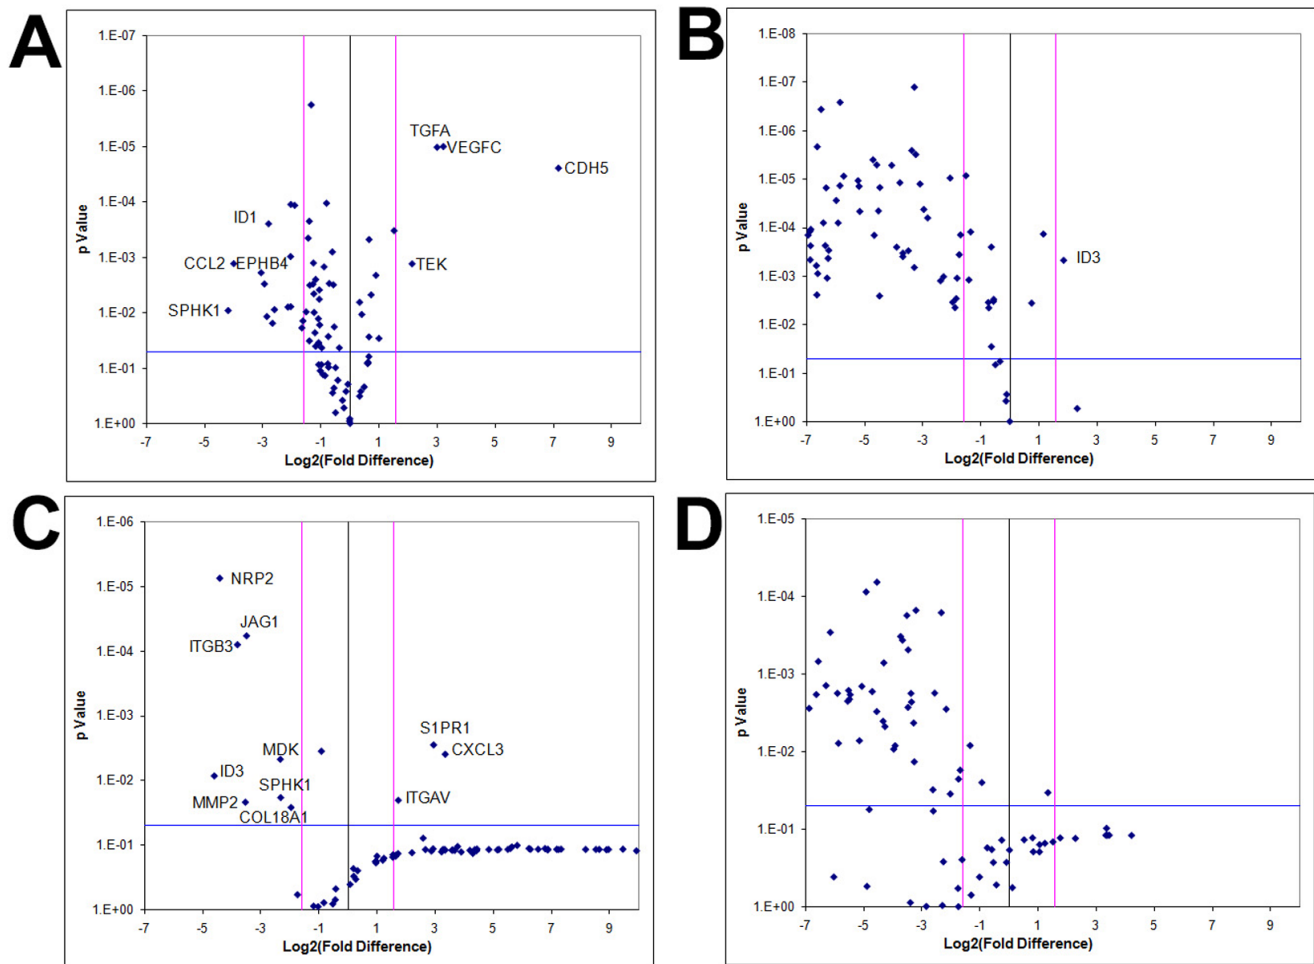 A
1.E-07
1.E-06
1.E-05
1.E-04
1.E-03
1.E-02
1.E-01
1.E+00
p Value
TGFA
VEGFC
CDH5
ID1
CCL2
EPHB4
TEK
SPHK1
-7 -5 -3 -1 1 3 5 7 9
Log2(Fold Difference)
B
1.E-08
1.E-07
1.E-06
1.E-05
1.E-04
1.E-03
1.E-02
1.E-01
1.E+00
p Value
ID3
-7 -5 -3 -1 1 3 5 7 9
Log2(Fold Difference)
C
1.E-06
1.E-05
1.E-04
1.E-03
1.E-02
1.E-01
1.E+00
p Value
NRP2
JAG1
ITGB3
S1PR1
MDK
CXCL3
ID3
SPHK1
MMP2
ITGAV
COL18A1
-7 -5 -3 -1 1 3 5 7 9
Log2(Fold Difference)
D
1.E-05
1.E-04
1.E-03
1.E-02
1.E-01
1.E+00
p Value
-7 -5 -3 -1 1 3 5 7 9
Log2(Fold Difference)